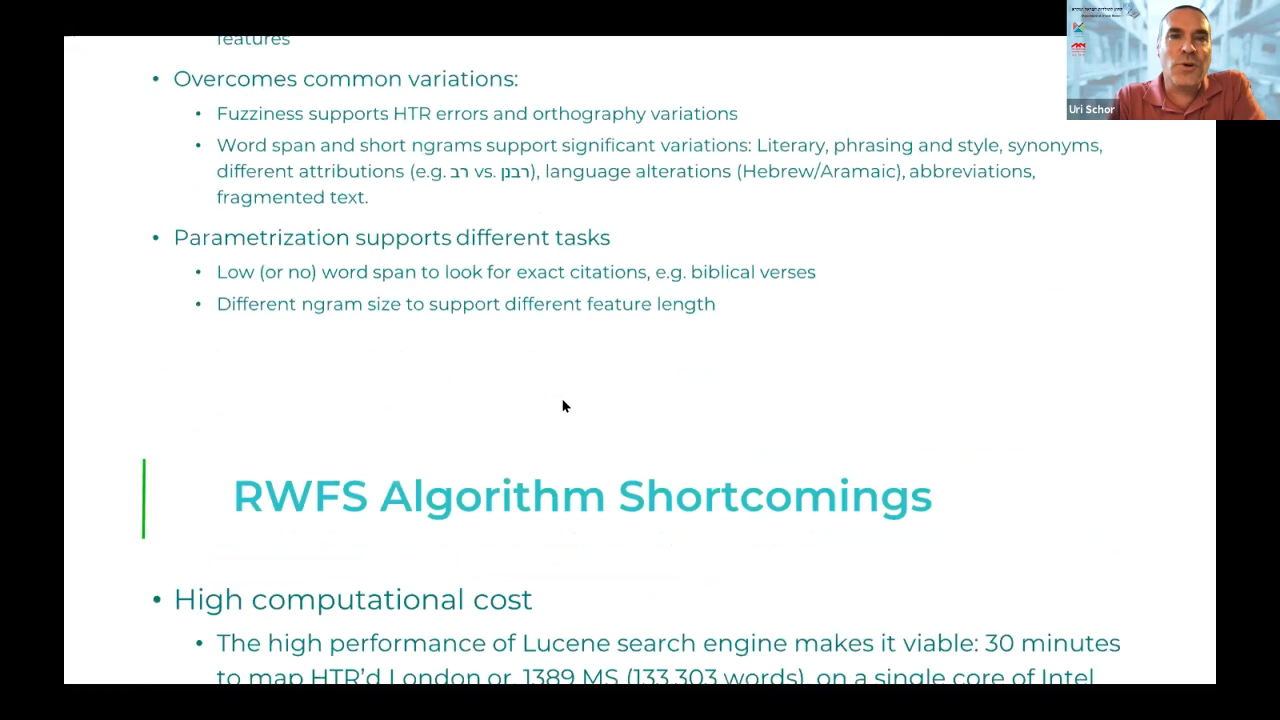 features
• Overcomes common variations:
• Fuzziness supports HTR errors and orthography variations
• Word span and short ngrams support significant variations: Literary, phrasing and style, synonyms,
different attributions (e.g. רב vs. רבנן), language alterations (Hebrew/Aramaic), abbreviations,
fragmented text.
• Parametrization supports different tasks
• Low (or no) word span to look for exact citations, e.g. biblical verses
• Different ngram size to support different feature length
RWFS Algorithm Shortcomings
• High computational cost
• The high performance of Lucene search engine makes it viable: 30 minutes
to map HTR'd London or. 1389 MS (133,303 words), on a single core of Intel
Uri Schor